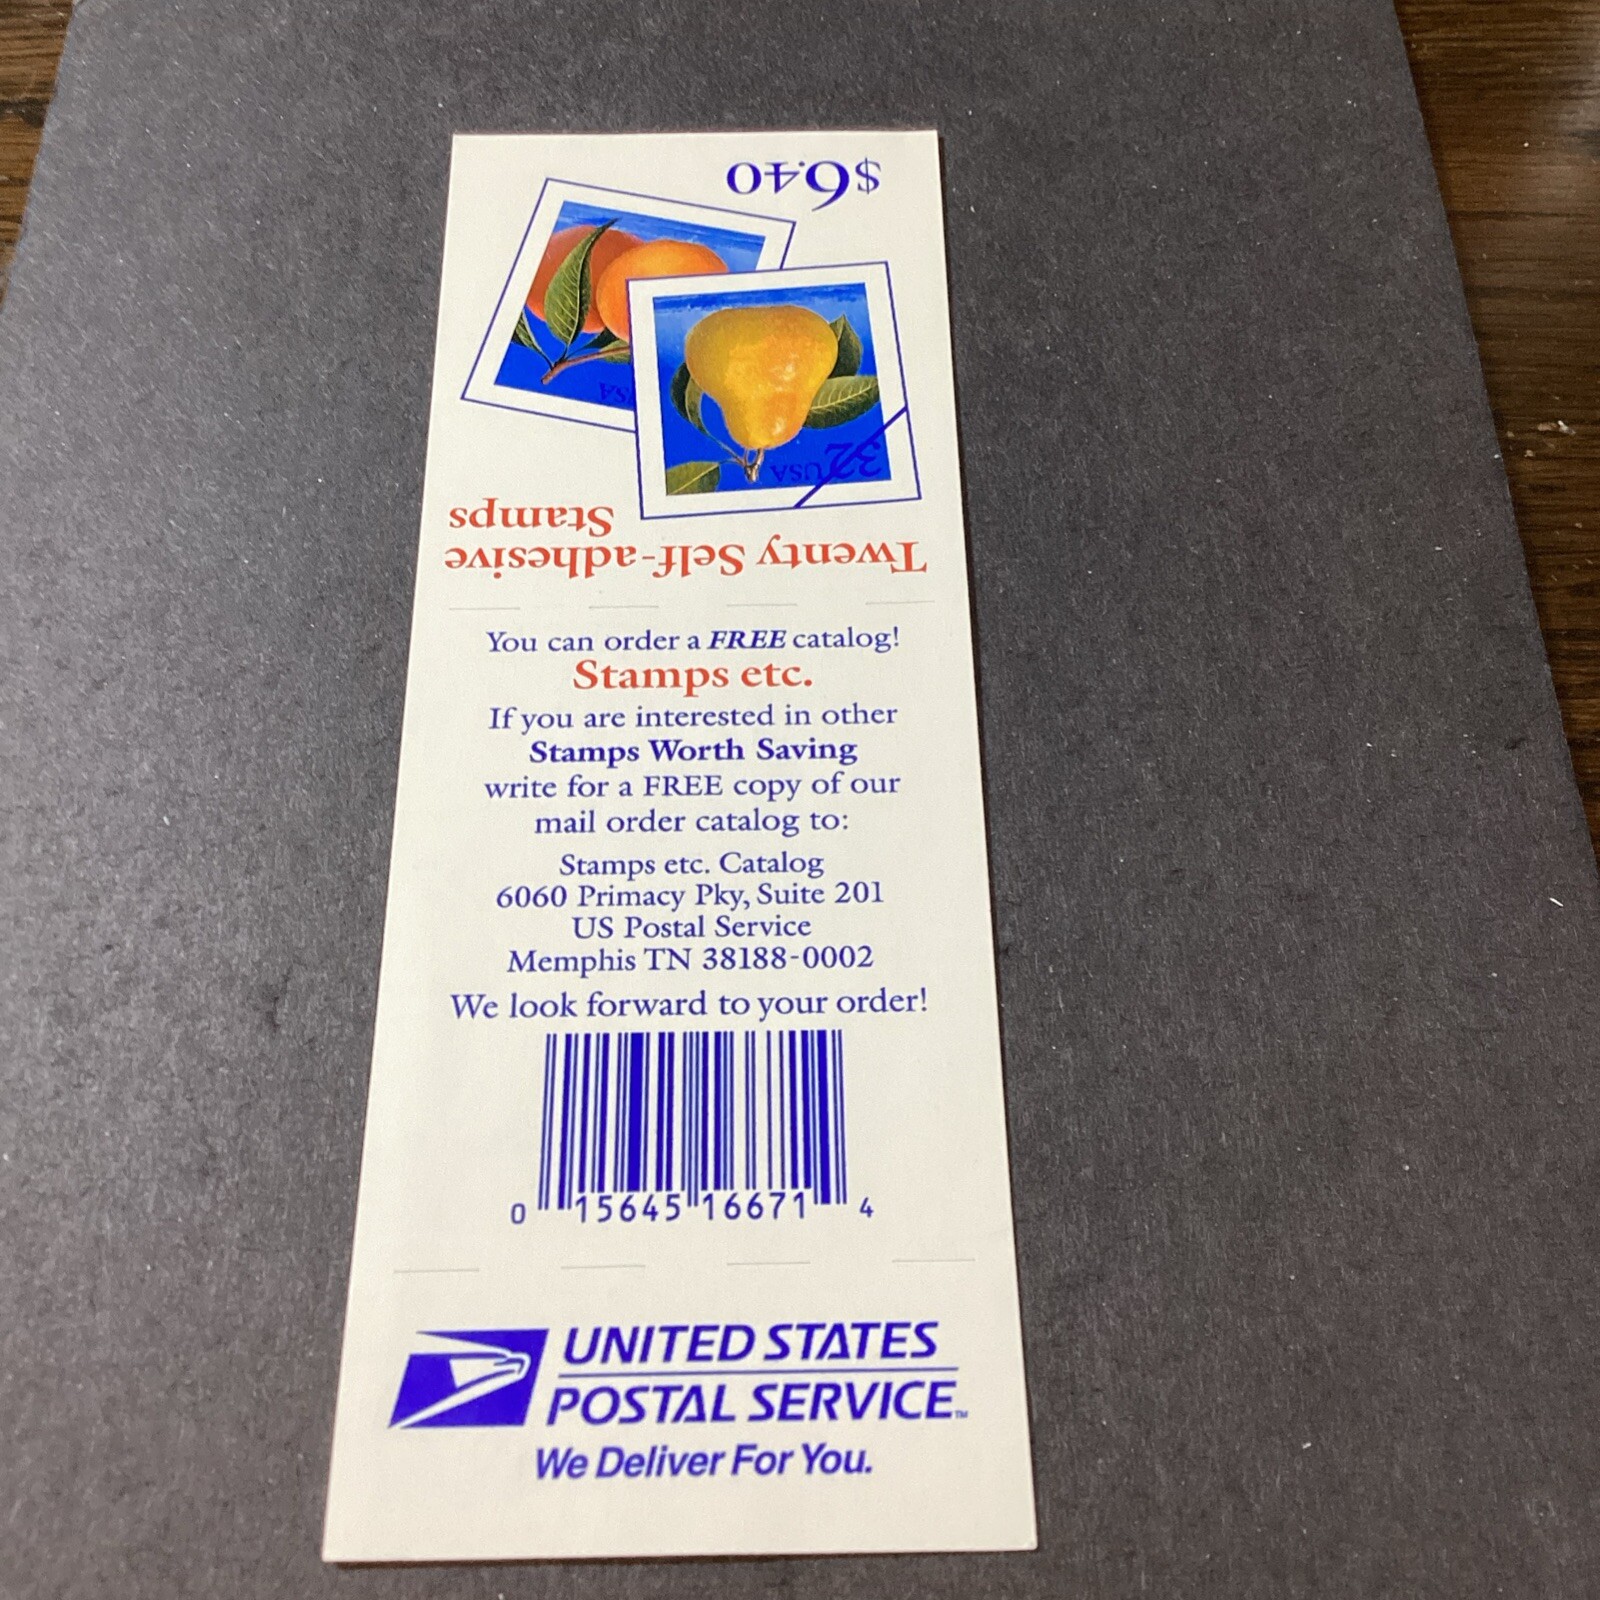 $6.40
USA
32 USA
Twenty Self-adhesive
Stamps
You can order a FREE catalog!
Stamps etc.
If you are interested in other
Stamps Worth Saving
write for a FREE copy of our
mail order catalog to:
Stamps etc. Catalog
6060 Primacy Pky, Suite 201
US Postal Service
Memphis TN 38188-0002
We look forward to your order!
0 15645 16671 4
UNITED STATES
POSTAL SERVICE™
We Deliver For You.